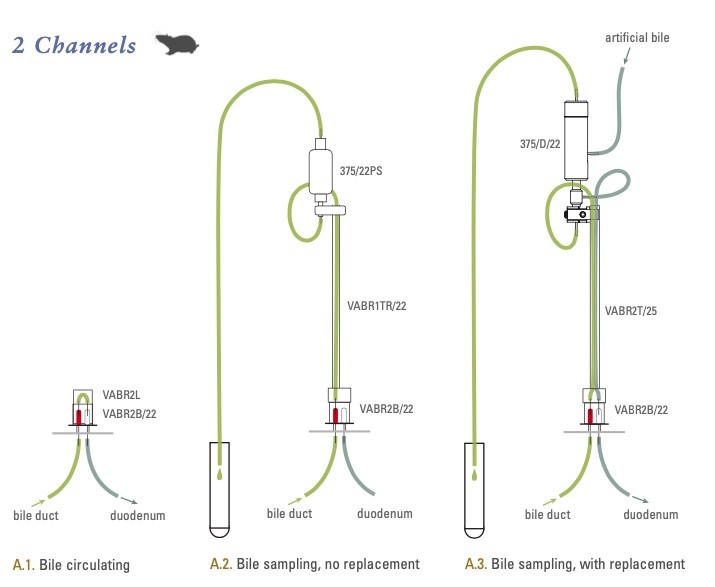 2 Channels
artificial bile
375/D/22
375/22PS
VABR1TR/22
VABR2T/25
VABR2L
VABR2B/22
VABR2B/22
VABR2B/22
bile duct
duodenum
bile duct
duodenum
bile duct
duodenum
A.1. Bile circulating
A.2. Bile sampling, no replacement
A.3. Bile sampling, with replacement